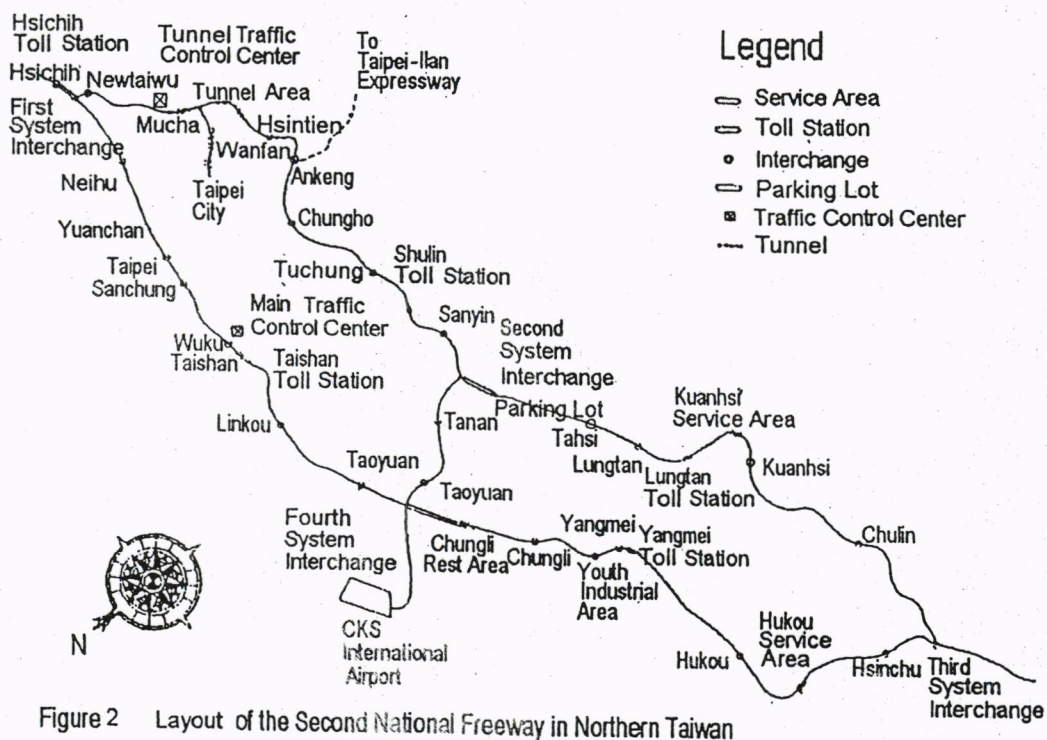 Hsichih
Toll Station
Tunnel Traffic
Control Center
To
Taipei-Ilan
Expressway
Hsichih
Newtaiwu
Tunnel Area
First
System
Interchange
Mucha
Hsintien
Wanfan
Ankeng
Neihu
Taipei
City
Chungho
Yuanchan
Tuchung
Shulin
Toll Station
Taipei
Sanchung
Main Traffic
Control Center
Sanyin
Second
System
Interchange
Wuku
Taishan
Taishan
Toll Station
Parking Lot
Tahsi
Kuanhsi
Service Area
Linkou
Tanan
Lungtan
Lungtan
Toll Station
Kuanhsi
Taoyuan
Taoyuan
Fourth
System
Interchange
Chungli
Rest Area
Chungli
Yangmei
Yangmei
Toll Station
Youth
Industrial
Area
Chulin
CKS
International
Airport
Hukou
Hukou
Service
Area
Hsinchu
Third
System
Interchange
N
Legend
Service Area
Toll Station
Interchange
Parking Lot
Traffic Control Center
Tunnel
Figure 2 Layout of the Second National Freeway in Northern Taiwan